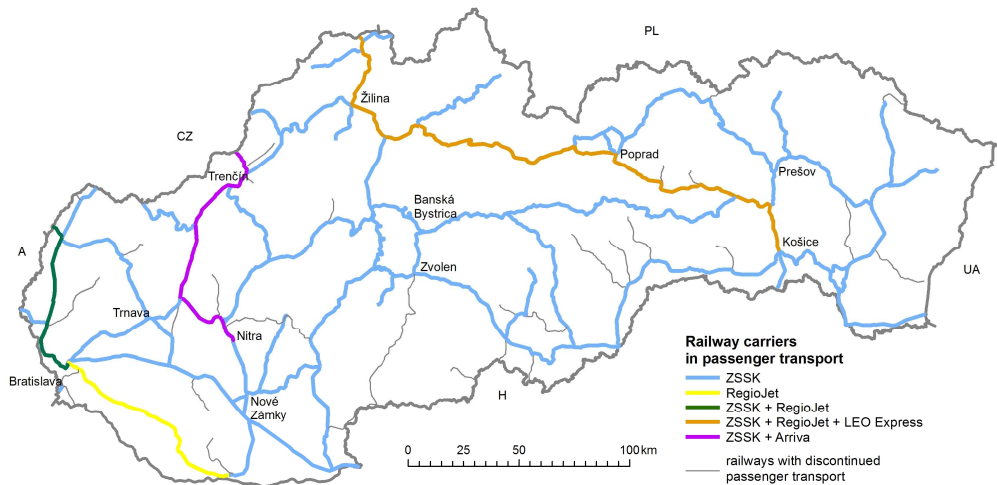 PL
Žilina
CZ
Poprad
Trenčín
Prešov
Banská
Bystrica
A
Košice
Zvolen
UA
Trnava
Nitra
Bratislava
H
Nové
Zámky
Railway carriers
in passenger transport
ZSSK
RegioJet
ZSSK + RegioJet
ZSSK + RegioJet + LEO Express
ZSSK + Arriva
railways with discontinued
passenger transport
0 25 50 100 km